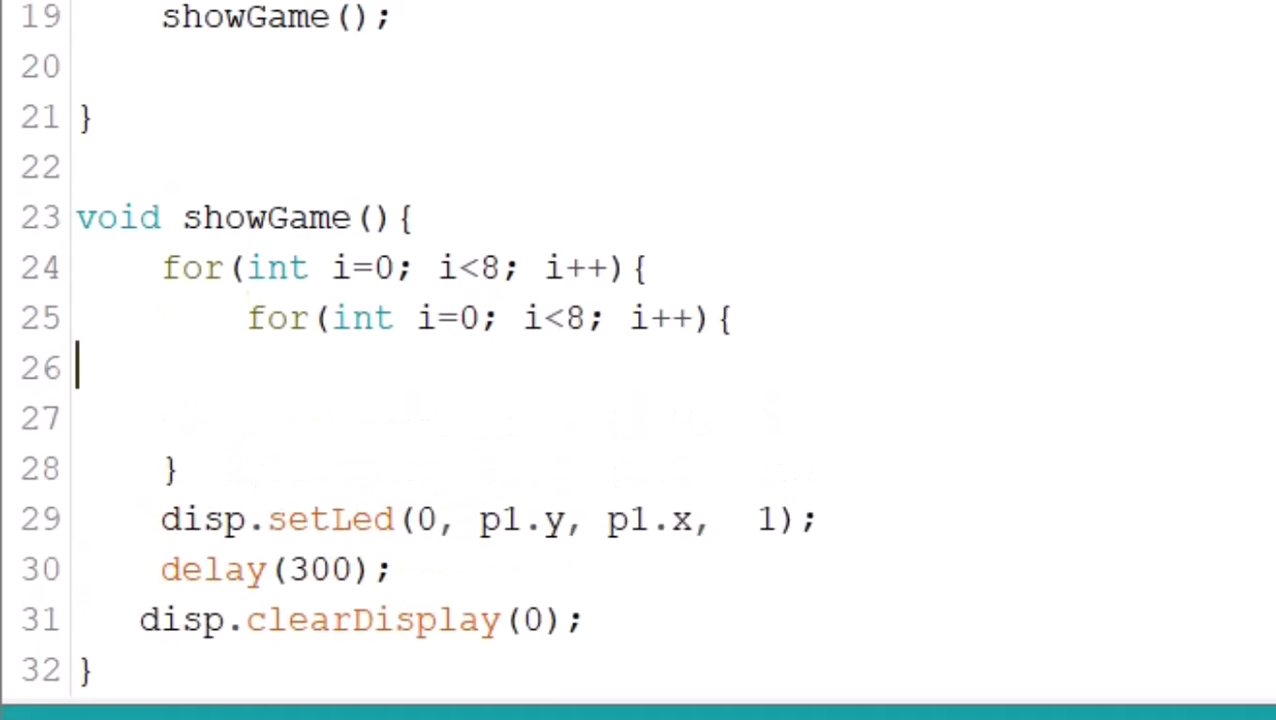 19 showGame();
20
21 }
22
23 void showGame(){
24 for(int i=0; i<8; i++){
25 for(int i=0; i<8; i++){
26
27
28 }
29 disp.setLed(0, p1.y, p1.x,  1);
30 delay(300);
31 disp.clearDisplay(0);
32 }